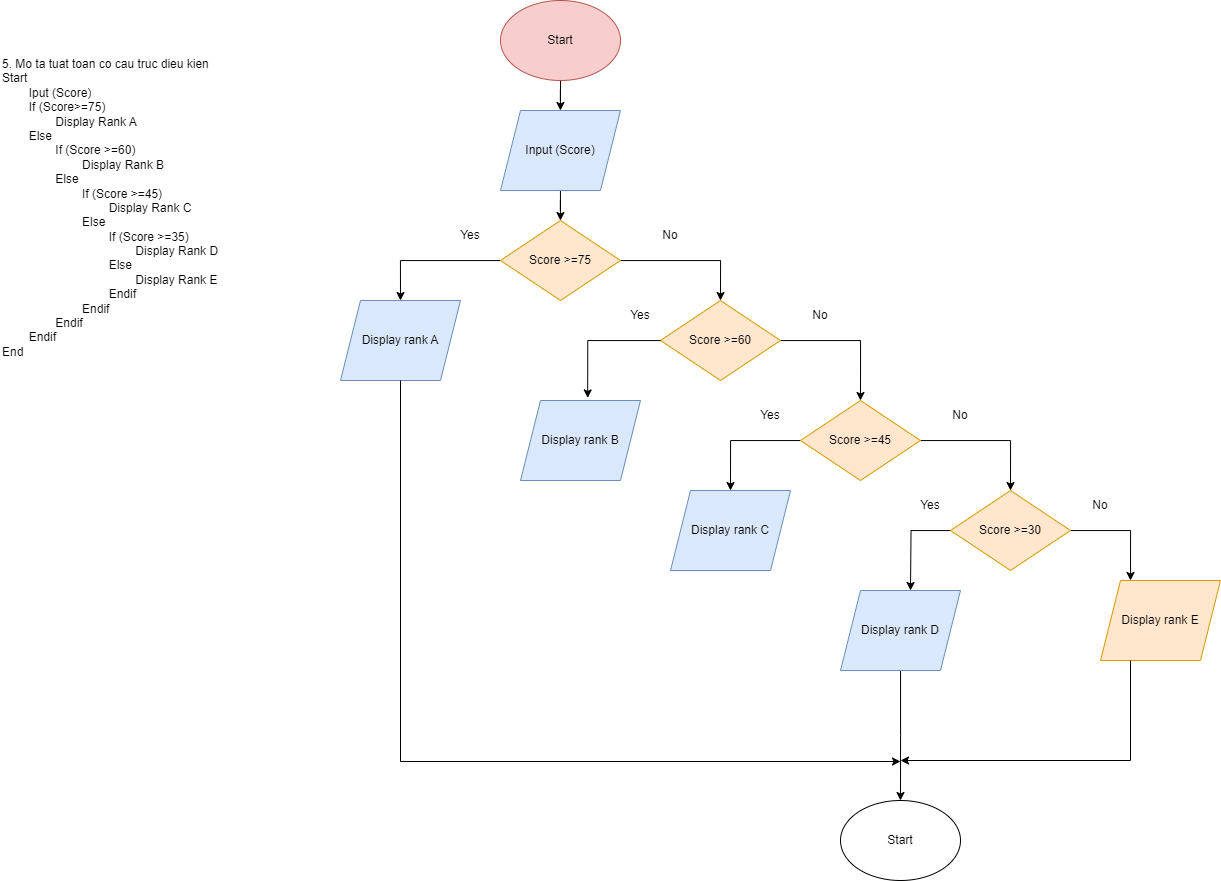 5. Mo ta tuat toan co cau truc dieu kien
Start
Iput (Score)
If (Score>=75)
Display Rank A
Else
If (Score >=60)
Display Rank B
Else
If (Score >=45)
Display Rank C
Else
If (Score >=35)
Display Rank D
Else
Display Rank E
Endif
Endif
Endif
Endif
End
Start
Input (Score)
Yes
No
Score >=75
Display rank A
Yes
No
Score >=60
Display rank B
Yes
No
Score >=45
Display rank C
Yes
No
Score >=30
Display rank D
Display rank E
Start